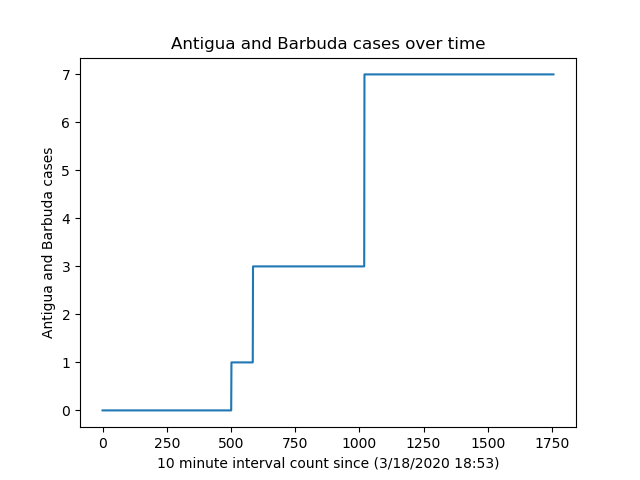 Antigua and Barbuda cases over time
Antigua and Barbuda cases
7
6
5
4
3
2
1
0
0 250 500 750 1000 1250 1500 1750
10 minute interval count since (3/18/2020 18:53)